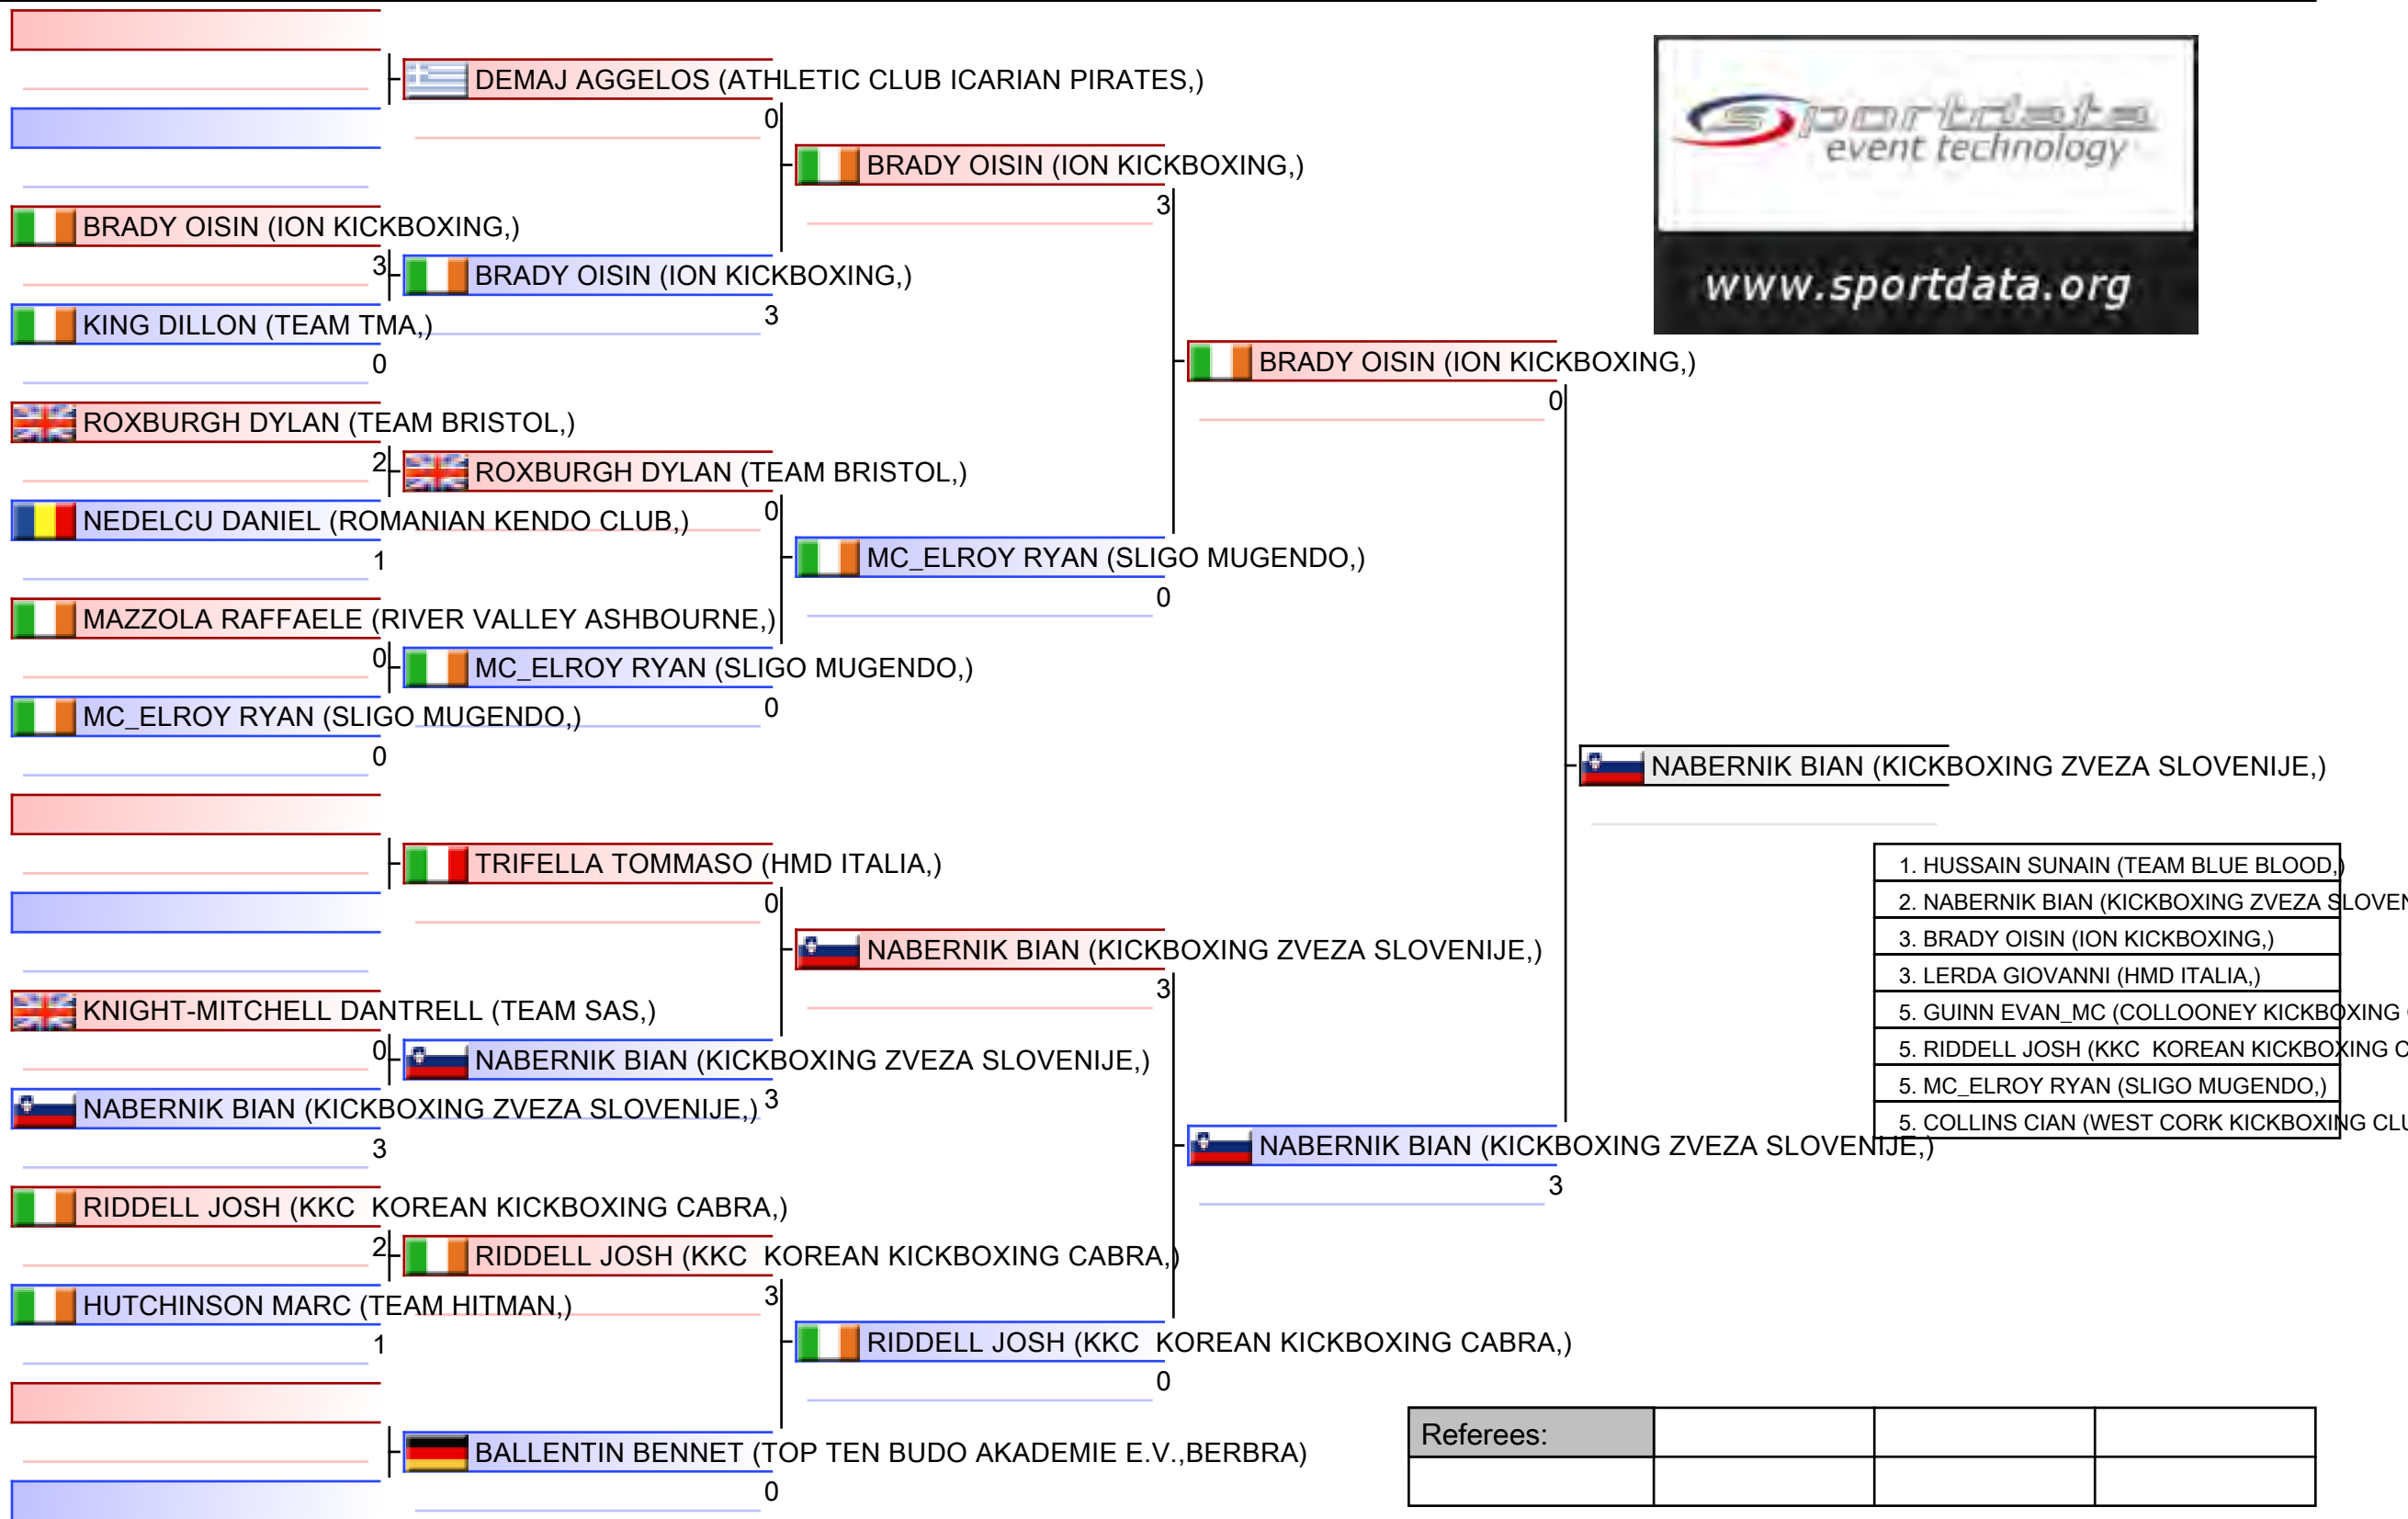 DEMAJ AGGELOS (ATHLETIC CLUB ICARIAN PIRATES,)
0
BRADY OISIN (ION KICKBOXING,)
3
BRADY OISIN (ION KICKBOXING,)
3
BRADY OISIN (ION KICKBOXING,)
3
KING DILLON (TEAM TMA,)
0
BRADY OISIN (ION KICKBOXING,)
0
ROXBURGH DYLAN (TEAM BRISTOL,)
2
ROXBURGH DYLAN (TEAM BRISTOL,)
0
NEDELCU DANIEL (ROMANIAN KENDO CLUB,)
1
MC_ELROY RYAN (SLIGO MUGENDO,)
0
MAZZOLA RAFFAELE (RIVER VALLEY ASHBOURNE,)
0
MC_ELROY RYAN (SLIGO MUGENDO,)
0
MC_ELROY RYAN (SLIGO MUGENDO,)
0
NABERNIK BIAN (KICKBOXING ZVEZA SLOVENIJE,)
TRIFELLA TOMMASO (HMD ITALIA,)
0
NABERNIK BIAN (KICKBOXING ZVEZA SLOVENIJE,)
3
KNIGHT-MITCHELL DANTRELL (TEAM SAS,)
0
NABERNIK BIAN (KICKBOXING ZVEZA SLOVENIJE,)
3
NABERNIK BIAN (KICKBOXING ZVEZA SLOVENIJE,)
3
NABERNIK BIAN (KICKBOXING ZVEZA SLOVENIJE,)
3
RIDDELL JOSH (KKC  KOREAN KICKBOXING CABRA,)
2
RIDDELL JOSH (KKC  KOREAN KICKBOXING CABRA,)
3
HUTCHINSON MARC (TEAM HITMAN,)
1
RIDDELL JOSH (KKC  KOREAN KICKBOXING CABRA,)
0
BALLENTIN BENNET (TOP TEN BUDO AKADEMIE E.V.,BERBRA)
0
sportdata
event technology
www.sportdata.org
1. HUSSAIN SUNAIN (TEAM BLUE BLOOD,)
2. NABERNIK BIAN (KICKBOXING ZVEZA SLOVEN
3. BRADY OISIN (ION KICKBOXING,)
3. LERDA GIOVANNI (HMD ITALIA,)
5. GUINN EVAN_MC (COLLOONEY KICKBOXING
5. RIDDELL JOSH (KKC  KOREAN KICKBOXING C
5. MC_ELROY RYAN (SLIGO MUGENDO,)
5. COLLINS CIAN (WEST CORK KICKBOXING CLU
Referees: